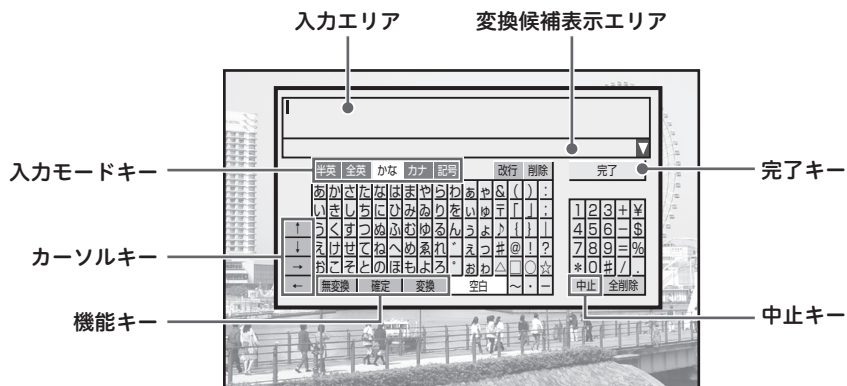 入力エリア
変換候補表示エリア
入力モードキー
半英 全英 かな カナ 記号 改行 削除 完了
完了キー
あかさたなはまやらわぁゃ&():
いきしちにひみゐりをぃゅ〒「」;
1 2 3 + ¥
↑ うくすつぬふむゆるんぅょ♪{}|
4 5 6 − $
カーソルキー
↓ えけせてねへめゑれ゛ぇっ#@!?
7 8 9 = %
→ おこそとのほもよろ゜ぉゎ△□○☆
* 0 # / .
← 無変換 確定 変換 空白 ~・ー
中止 全削除
機能キー
中止キー